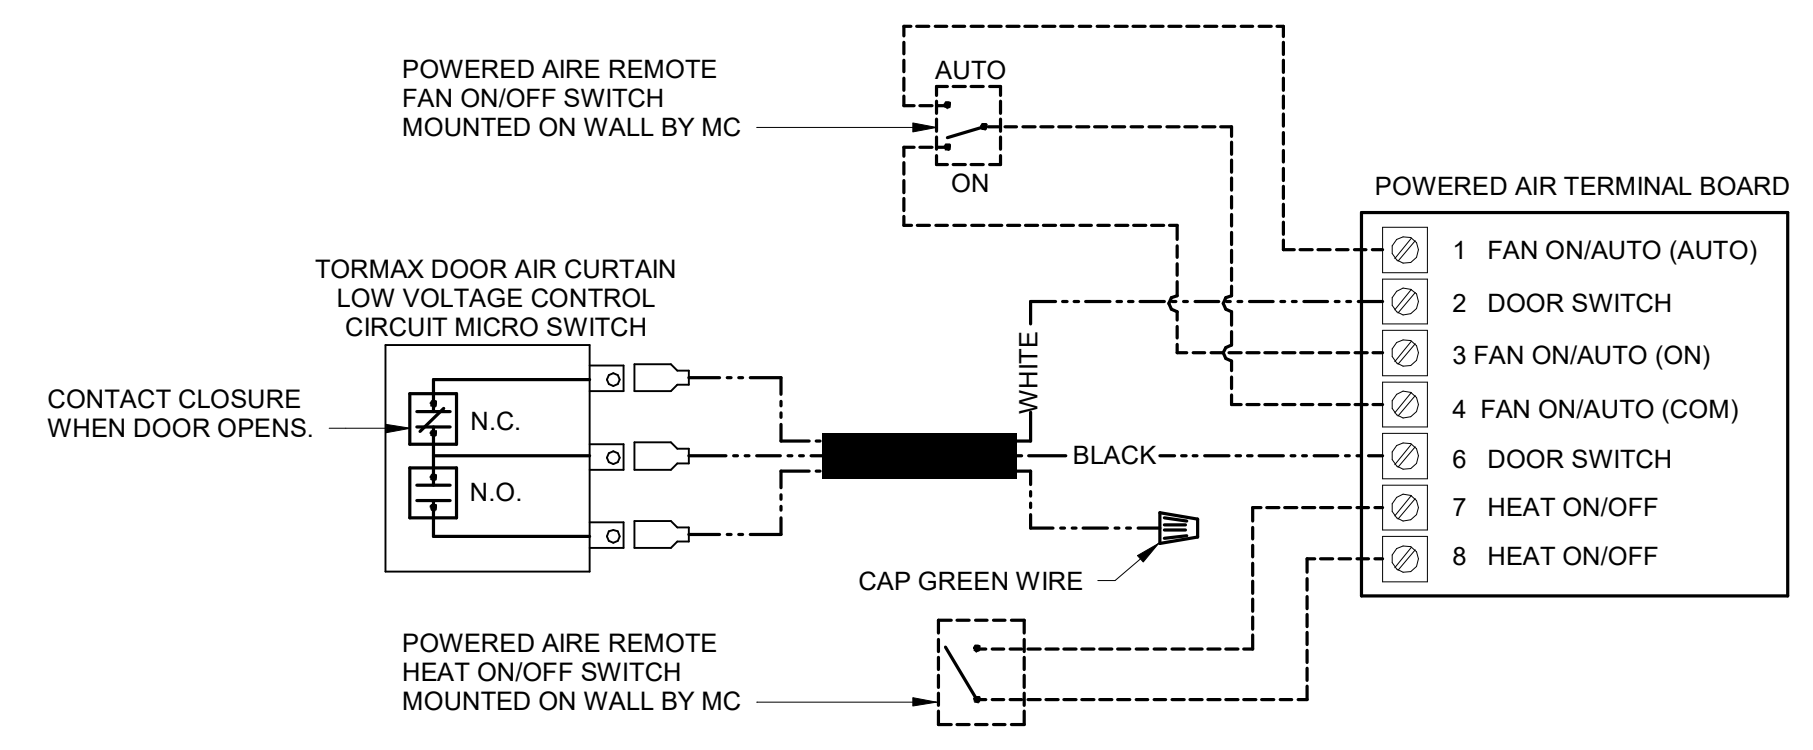 POWERED AIRE REMOTE
FAN ON/OFF SWITCH
MOUNTED ON WALL BY MC
AUTO
ON
POWERED AIR TERMINAL BOARD
1 FAN ON/AUTO (AUTO)
2 DOOR SWITCH
3 FAN ON/AUTO (ON)
4 FAN ON/AUTO (COM)
6 DOOR SWITCH
7 HEAT ON/OFF
8 HEAT ON/OFF
TORMAX DOOR AIR CURTAIN
LOW VOLTAGE CONTROL
CIRCUIT MICRO SWITCH
CONTACT CLOSURE
WHEN DOOR OPENS.
N.C.
N.O.
WHITE
BLACK
CAP GREEN WIRE
POWERED AIRE REMOTE
HEAT ON/OFF SWITCH
MOUNTED ON WALL BY MC